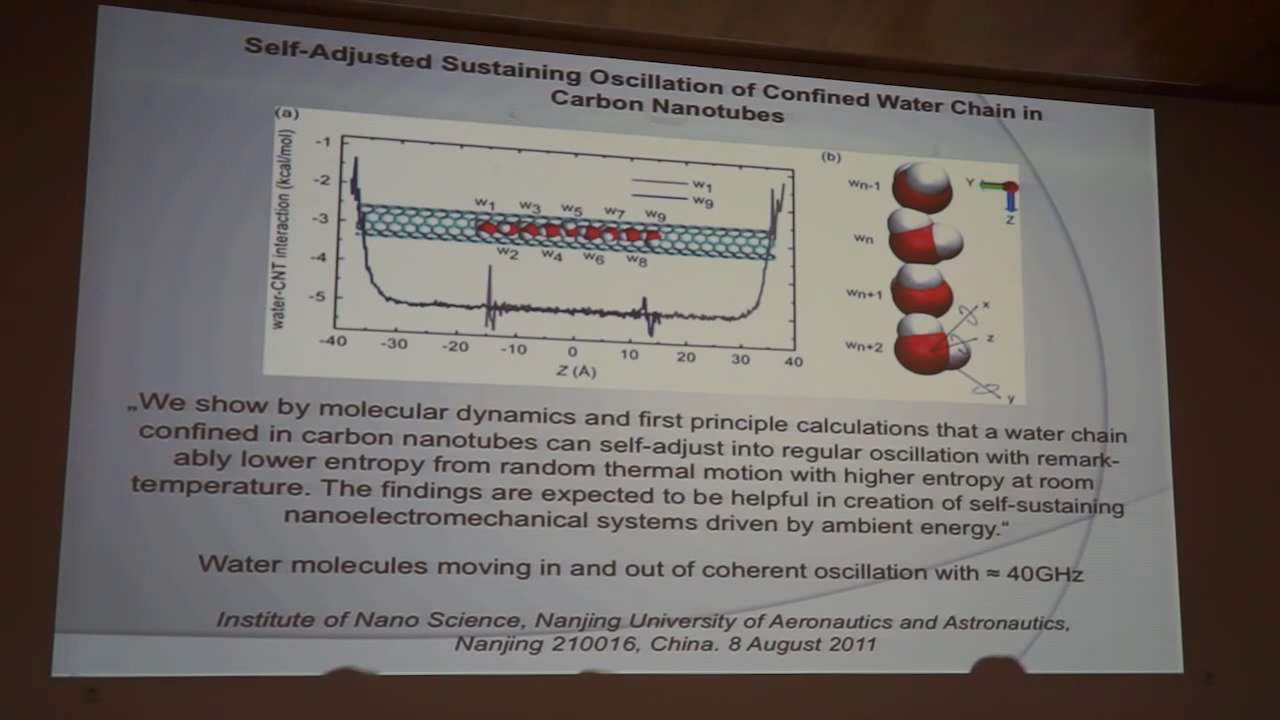 Self-Adjusted Sustaining Oscillation of Confined Water Chain in
Carbon Nanotubes
(a)
water-CNT interaction (kcal/mol)
-1
-2
-3
-4
-5
w1
w9
w1 w3 w5 w7 w9
w2 w4 w6 w8
-40 -30 -20 -10 0 10 20 30 40
Z (Å)
(b)
wn-1
wn
wn+1
wn+2
Y
Z
x
z
y
„We show by molecular dynamics and first principle calculations that a water chain
confined in carbon nanotubes can self-adjust into regular oscillation with remark-
ably lower entropy from random thermal motion with higher entropy at room
temperature. The findings are expected to be helpful in creation of self-sustaining
nanoelectromechanical systems driven by ambient energy.“
Water molecules moving in and out of coherent oscillation with ≈ 40GHz
Institute of Nano Science, Nanjing University of Aeronautics and Astronautics,
Nanjing 210016, China. 8 August 2011